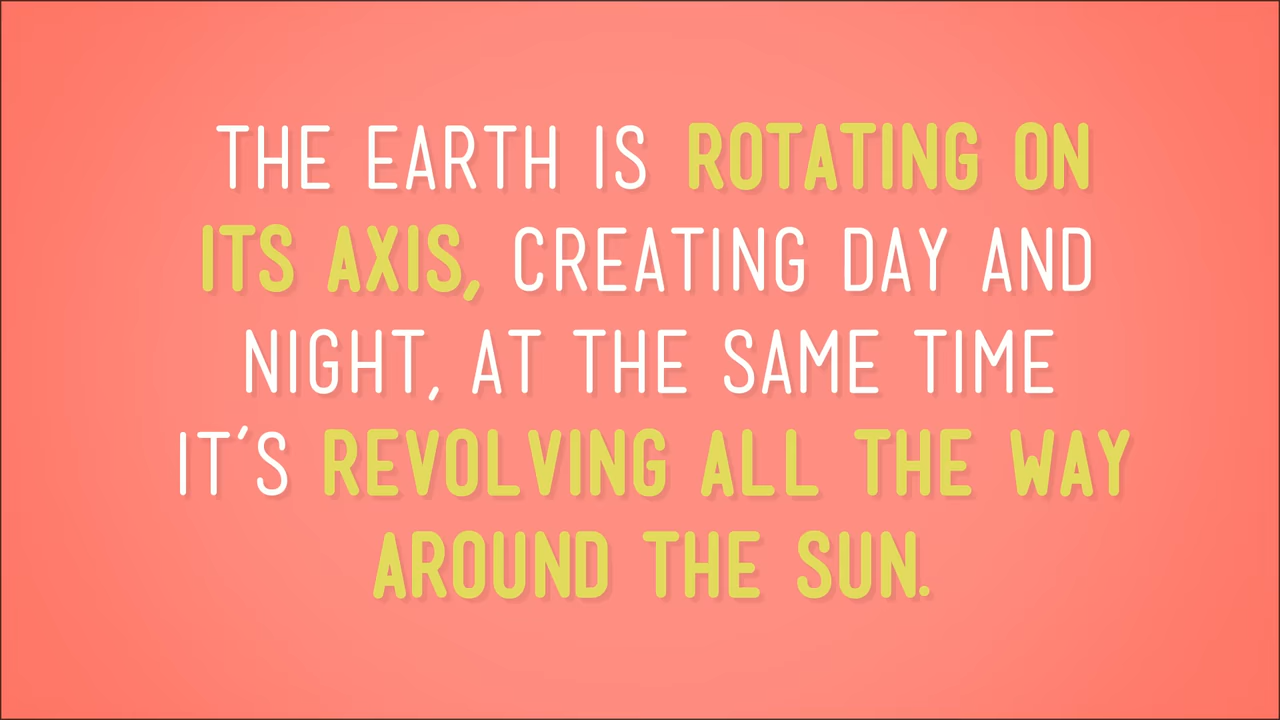 THE EARTH IS ROTATING ON
ITS AXIS, CREATING DAY AND
NIGHT, AT THE SAME TIME
IT'S REVOLVING ALL THE WAY
AROUND THE SUN.